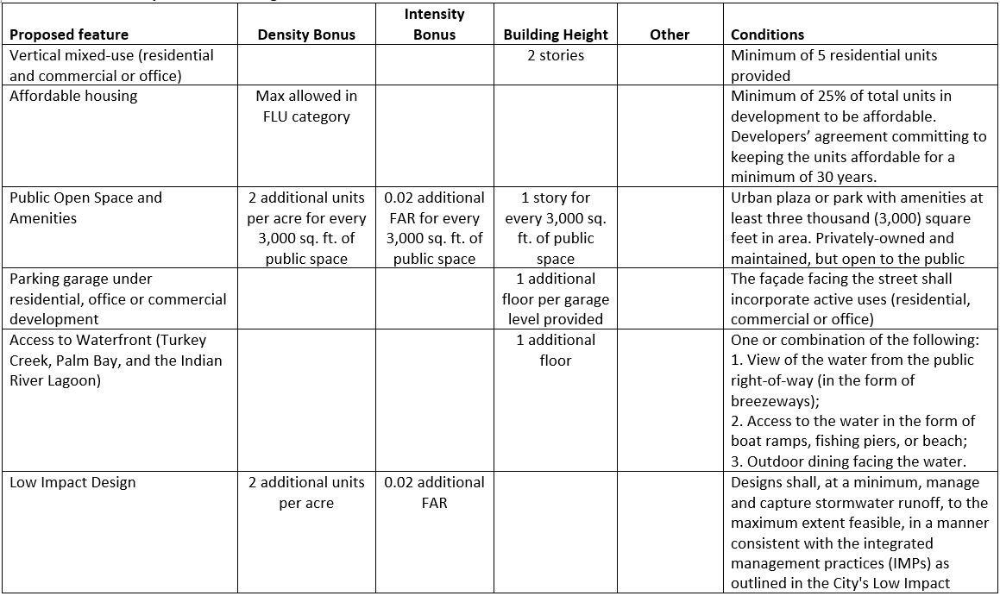 Proposed feature
Density Bonus
Intensity
Bonus
Building Height
Other
Conditions
Vertical mixed-use (residential
and commercial or office)
2 stories
Minimum of 5 residential units
provided
Affordable housing
Max allowed in
FLU category
Minimum of 25% of total units in
development to be affordable.
Developers’ agreement committing to
keeping the units affordable for a
minimum of 30 years.
Public Open Space and
Amenities
2 additional units
per acre for every
3,000 sq. ft. of
public space
0.02 additional
FAR for every
3,000 sq. ft. of
public space
1 story for
every 3,000 sq.
ft. of public
space
Urban plaza or park with amenities at
least three thousand (3,000) square
feet in area. Privately-owned and
maintained, but open to the public
Parking garage under
residential, office or commercial
development
1 additional
floor per garage
level provided
The façade facing the street shall
incorporate active uses (residential,
commercial or office)
Access to Waterfront (Turkey
Creek, Palm Bay, and the Indian
River Lagoon)
1 additional
floor
One or combination of the following:
1. View of the water from the public
right-of-way (in the form of
breezeways);
2. Access to the water in the form of
boat ramps, fishing piers, or beach;
3. Outdoor dining facing the water.
Low Impact Design
2 additional units
per acre
0.02 additional
FAR
Designs shall, at a minimum, manage
and capture stormwater runoff, to the
maximum extent feasible, in a manner
consistent with the integrated
management practices (IMPs) as
outlined in the City's Low Impact